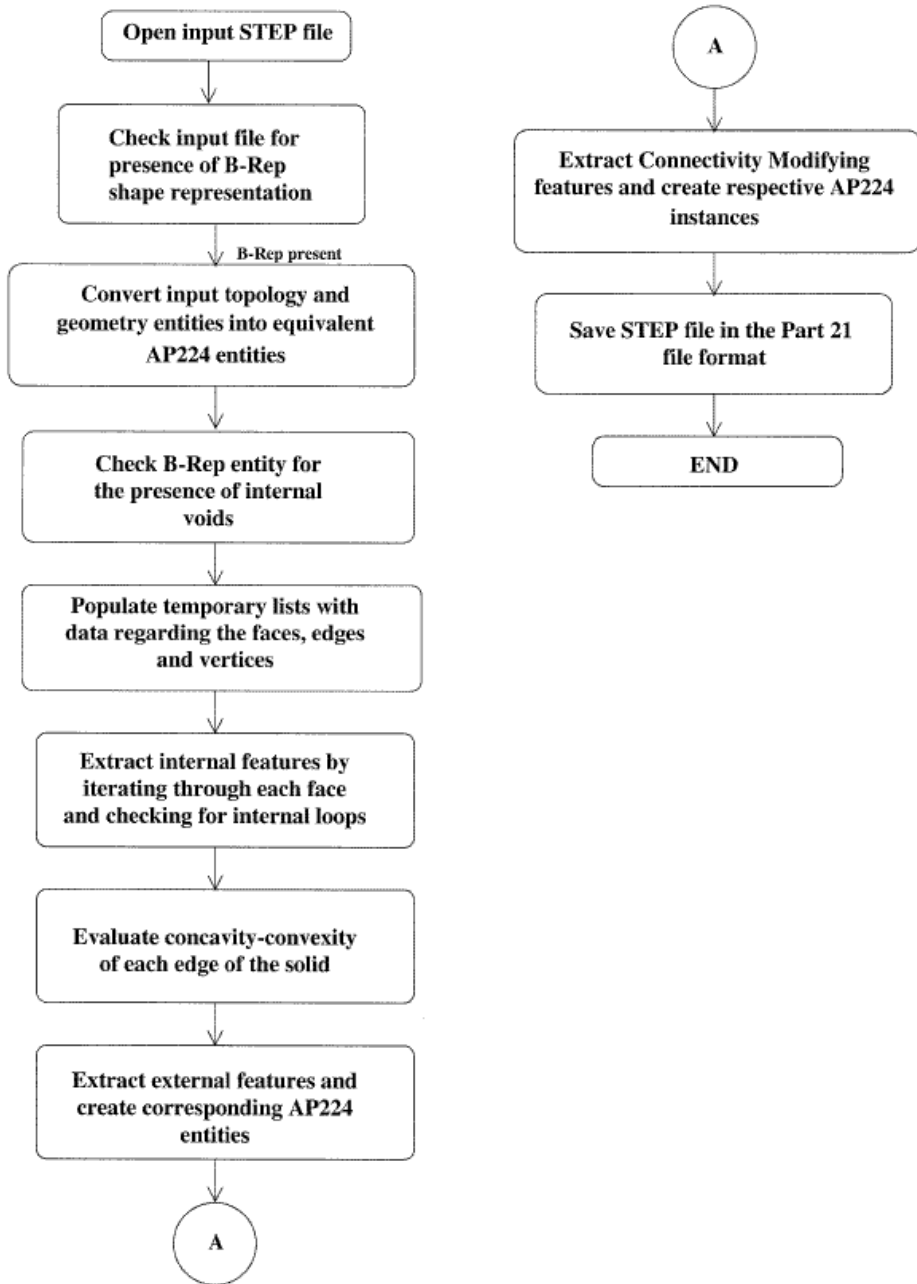 Open input STEP file
Check input file for
presence of B-Rep
shape representation
B-Rep present
Convert input topology and
geometry entities into equivalent
AP224 entities
Check B-Rep entity for
the presence of internal
voids
Populate temporary lists with
data regarding the faces, edges
and vertices
Extract internal features by
iterating through each face
and checking for internal loops
Evaluate concavity-convexity
of each edge of the solid
Extract external features and
create corresponding AP224
entities
A
A
Extract Connectivity Modifying
features and create respective AP224
instances
Save STEP file in the Part 21
file format
END